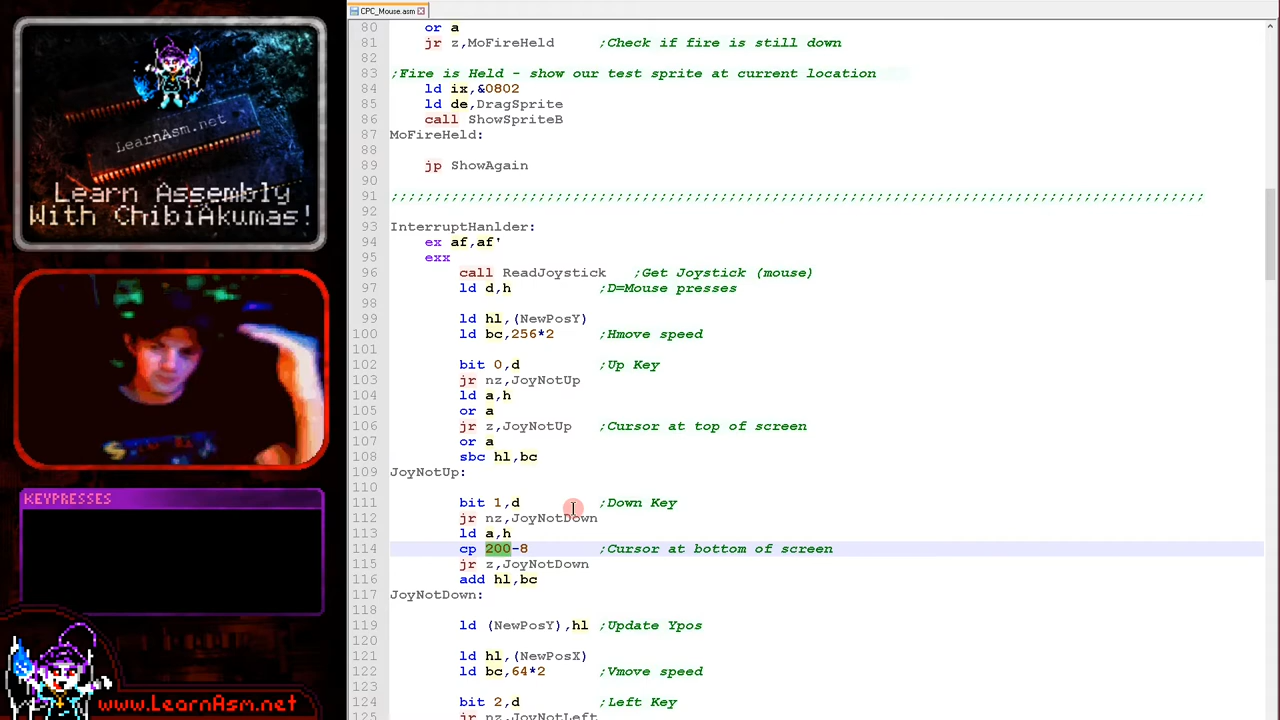 LearnAsm.net
Learn Assembly
With ChibiAkumas!
KEYPRESSES
www.LearnAsm.net
CPC_Mouse.asm
80 or a
81 jr z,MoFireHeld ;Check if fire is still down
82
83 ;Fire is Held - show our test sprite at current location
84 ld ix,&0802
85 ld de,DragSprite
86 call ShowSpriteB
87 MoFireHeld:
88
89 jp ShowAgain
90
91 ;;;;;;;;;;;;;;;;;;;;;;;;;;;;;;;;;;;;;;;;;;;;;;;;;;;;;;;;;;;;;;;;;;;;;;;;;;;;;;;;;;;;;;;;;;;;;;
92
93 InterruptHanlder:
94 ex af,af'
95 exx
96 call ReadJoystick ;Get Joystick (mouse)
97 ld d,h ;D=Mouse presses
98
99 ld hl,(NewPosY)
100 ld bc,256*2 ;Hmove speed
101
102 bit 0,d ;Up Key
103 jr nz,JoyNotUp
104 ld a,h
105 or a
106 jr z,JoyNotUp ;Cursor at top of screen
107 or a
108 sbc hl,bc
109 JoyNotUp:
110
111 bit 1,d ;Down Key
112 jr nz,JoyNotDown
113 ld a,h
114 cp 200-8 ;Cursor at bottom of screen
115 jr z,JoyNotDown
116 add hl,bc
117 JoyNotDown:
118
119 ld (NewPosY),hl ;Update Ypos
120
121 ld hl,(NewPosX)
122 ld bc,64*2 ;Vmove speed
123
124 bit 2,d ;Left Key
125 jr nz,JoyNotLeft